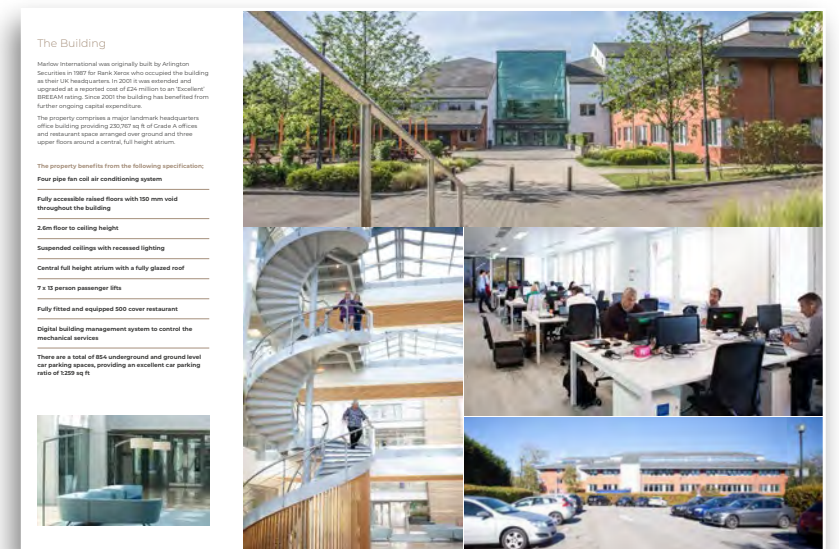 The Building
Marlow International was originally built by Arlington
Securities in 1987 for Rank Xerox who occupied the building
as their UK headquarters. In 2001 it was extended and
upgraded at a reported cost of £24 million to an 'Excellent'
BREEAM rating. Since 2001 the building has benefited from
further ongoing capital expenditure.
The property comprises a major landmark headquarters
office building providing 230,767 sq ft of Grade A offices
and restaurant space arranged over ground and three
upper floors around a central, full height atrium.
The property benefits from the following specification;
Four pipe fan coil air conditioning system
Fully accessible raised floors with 150 mm void
throughout the building
2.6m floor to ceiling height
Suspended ceilings with recessed lighting
Central full height atrium with a fully glazed roof
7 x 13 person passenger lifts
Fully fitted and equipped 500 cover restaurant
Digital building management system to control the
mechanical services
There are a total of 854 underground and ground level
car parking spaces, providing an excellent car parking
ratio of 1:259 sq ft